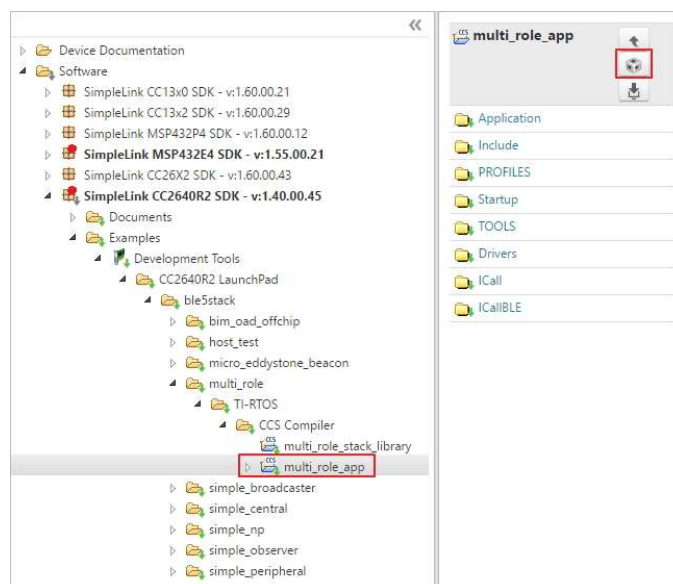 Device Documentation
Software
SimpleLink CC13x0 SDK - v:1.60.00.21
SimpleLink CC13x2 SDK - v:1.60.00.29
SimpleLink MSP432P4 SDK - v:1.60.00.12
SimpleLink MSP432E4 SDK - v:1.55.00.21
SimpleLink CC26X2 SDK - v:1.60.00.43
SimpleLink CC2640R2 SDK - v:1.40.00.45
Documents
Examples
Development Tools
CC2640R2 LaunchPad
ble5stack
bim_oad_offchip
host_test
micro_eddystone_beacon
multi_role
TI-RTOS
CCS Compiler
CCS multi_role_stack_library
CCS multi_role_app
simple_broadcaster
simple_central
simple_np
simple_observer
simple_peripheral
CCS multi_role_app
Application
Include
PROFILES
Startup
TOOLS
Drivers
ICall
ICallBLE